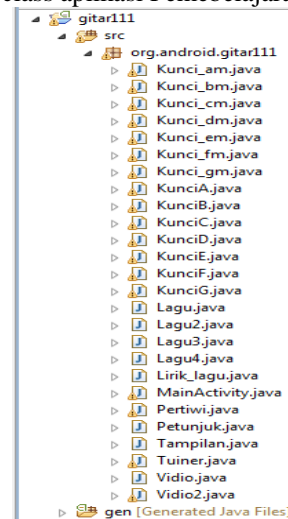 gitar111
src
org.android.gitar111
Kunci_am.java
Kunci_bm.java
Kunci_cm.java
Kunci_dm.java
Kunci_em.java
Kunci_fm.java
Kunci_gm.java
KunciA.java
KunciB.java
KunciC.java
KunciD.java
KunciE.java
KunciF.java
KunciG.java
Lagu.java
Lagu2.java
Lagu3.java
Lagu4.java
Lirik_lagu.java
MainActivity.java
Pertiwi.java
Petunjuk.java
Tampilan.java
Tuiner.java
Vidio.java
Vidio2.java
gen [Generated Java Files]